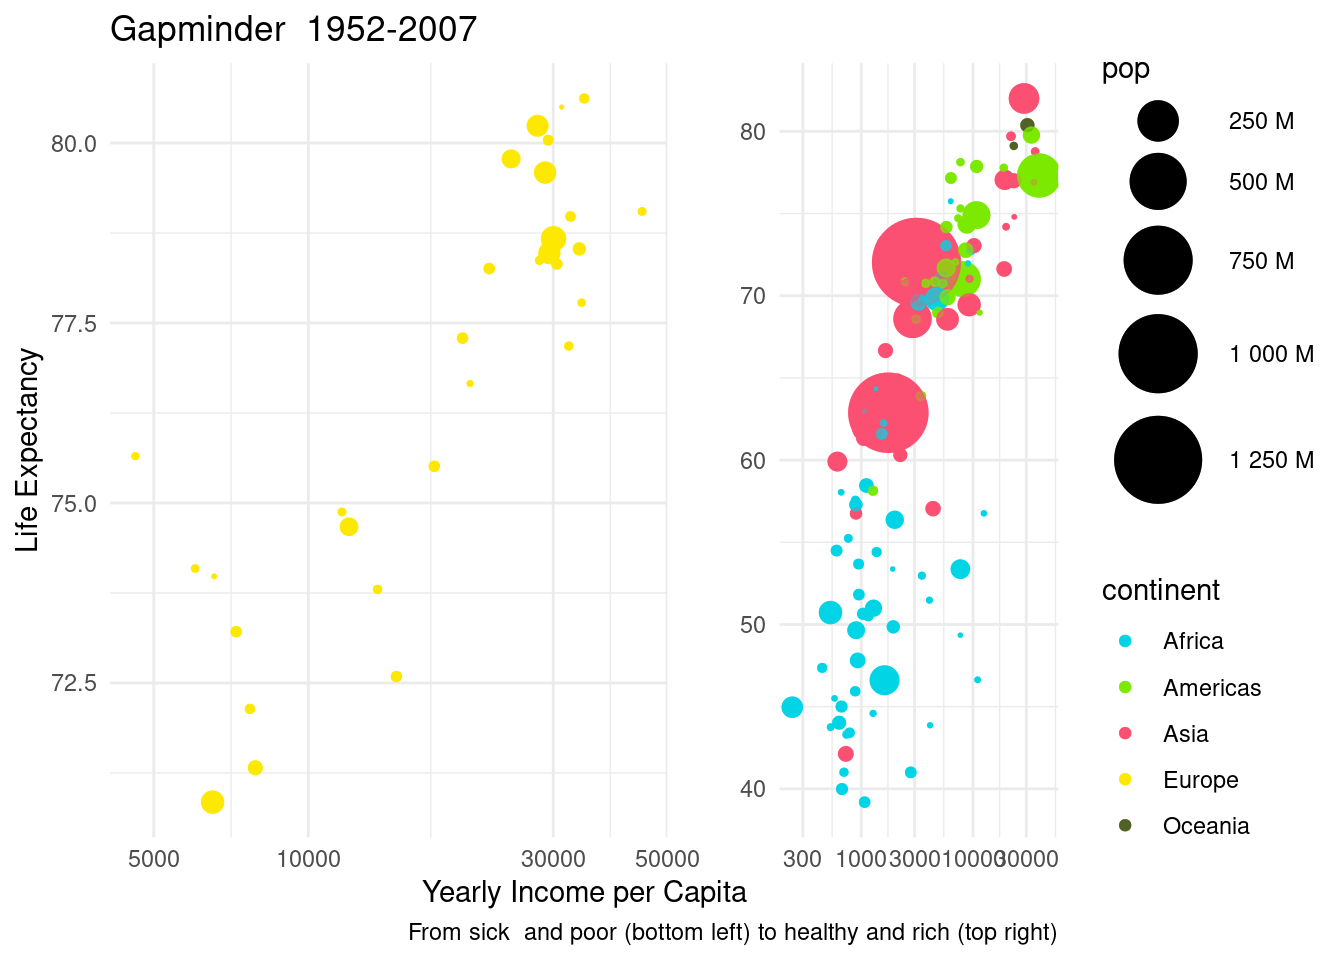 Gapminder  1952-2007
Life Expectancy
80.0
77.5
75.0
72.5
5000 10000 30000 50000
80
70
60
50
40
300 1000 3000 10000 30000
Yearly Income per Capita
From sick  and poor (bottom left) to healthy and rich (top right)
pop
250 M
500 M
750 M
1 000 M
1 250 M
continent
Africa
Americas
Asia
Europe
Oceania